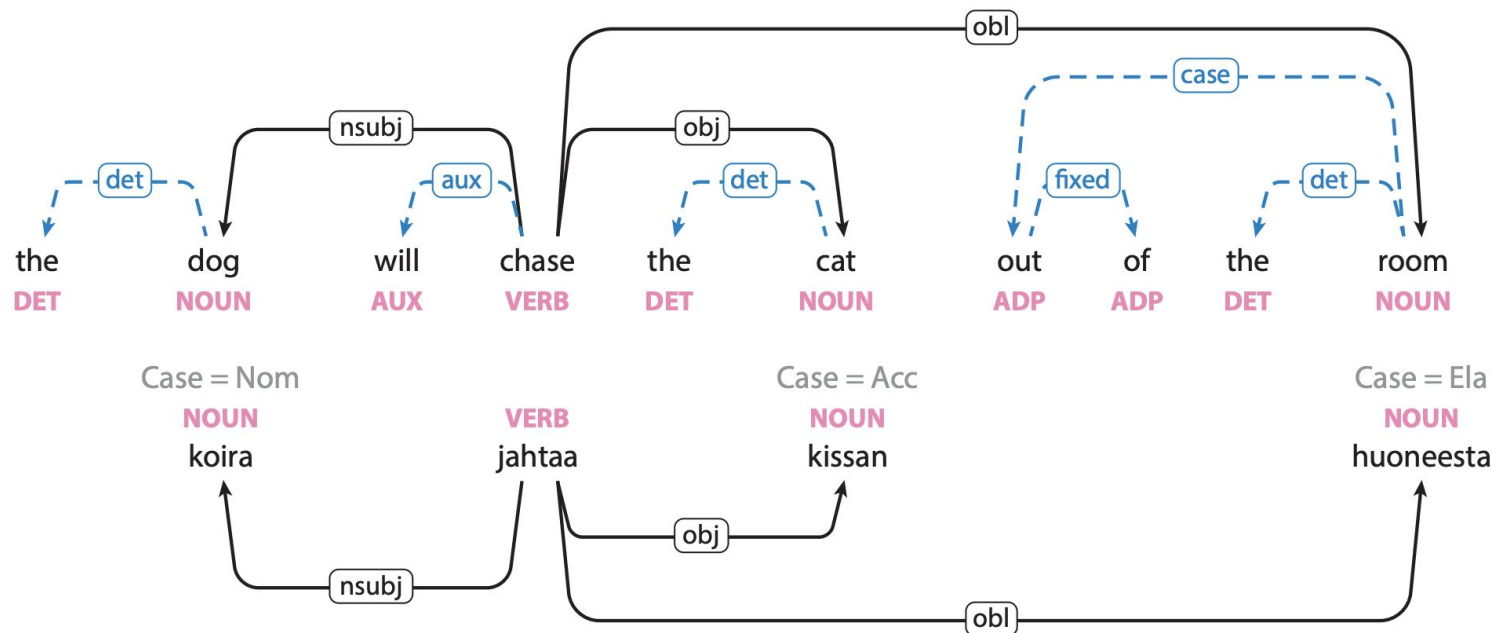 obl
case
nsubj obj
det aux det fixed det
the dog will chase the cat out of the room
DET NOUN AUX VERB DET NOUN ADP ADP DET NOUN
Case = Nom Case = Acc Case = Ela
NOUN VERB NOUN NOUN
koira jahtaa kissan huoneesta
obj
nsubj
obl